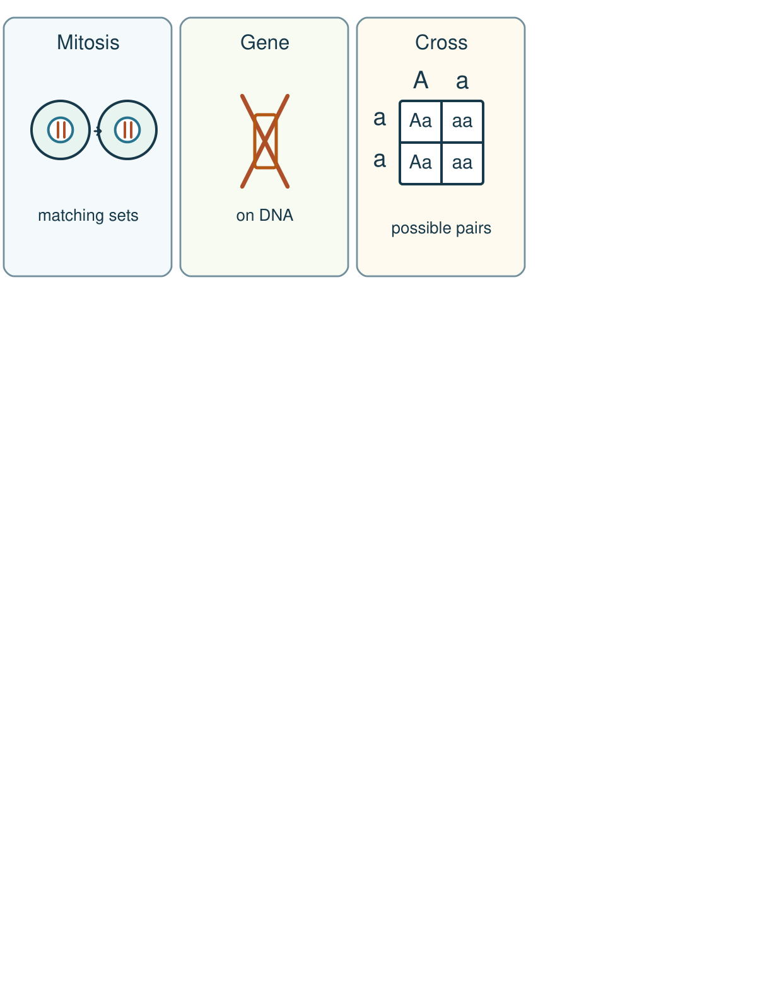 Mitosis
matching sets
Gene
on DNA
Cross
A a
a Aa aa
a Aa aa
possible pairs